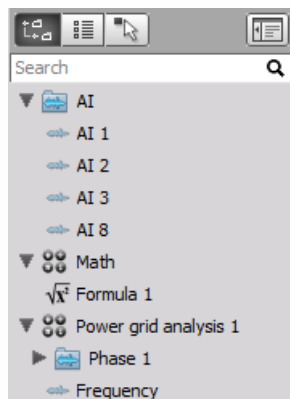 Search
AI
AI 1
AI 2
AI 3
AI 8
Math
√x² Formula 1
Power grid analysis 1
Phase 1
Frequency